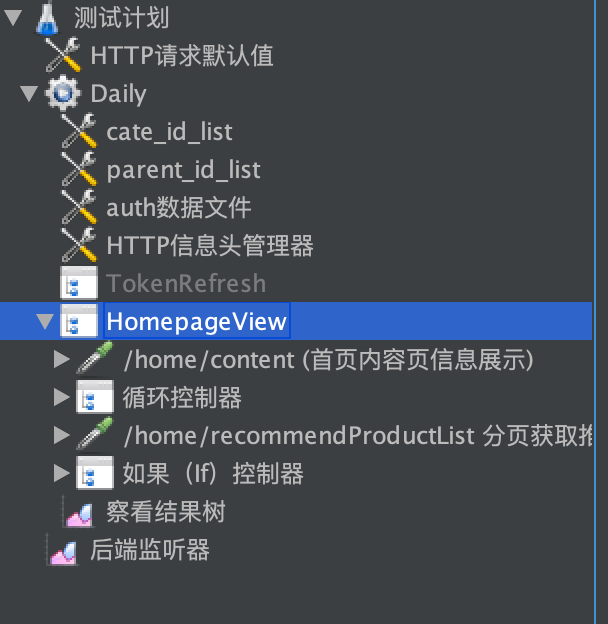 测试计划
HTTP请求默认值
Daily
cate_id_list
parent_id_list
auth数据文件
HTTP信息头管理器
TokenRefresh
HomepageView
/home/content (首页内容页信息展示)
循环控制器
/home/recommendProductList 分页获取推
如果（If）控制器
察看结果树
后端监听器